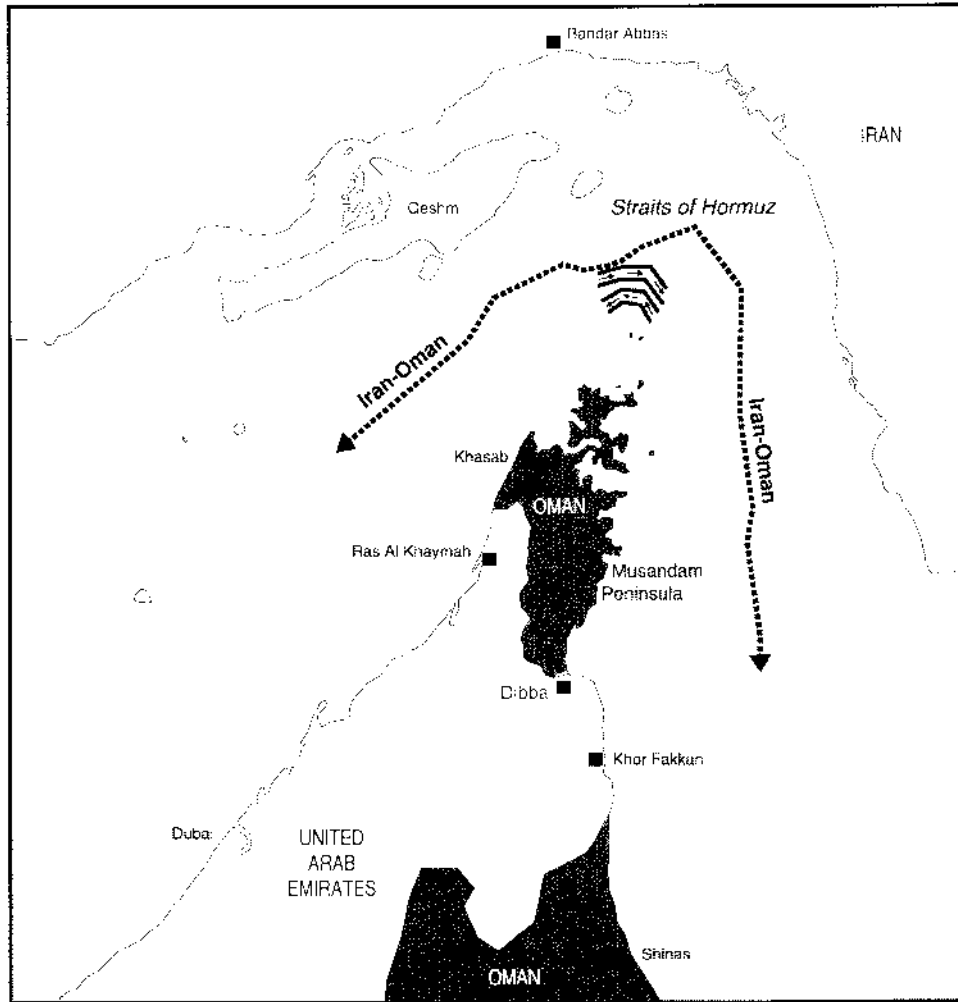 Bandar Abbas
IRAN
Qeshm
Straits of Hormuz
Iran-Oman
Iran-Oman
Khasab
OMAN
Ras Al Khaymah
Musandam
Peninsula
Dibba
Khor Fakkan
Duba
UNITED
ARAB
EMIRATES
Shinas
OMAN